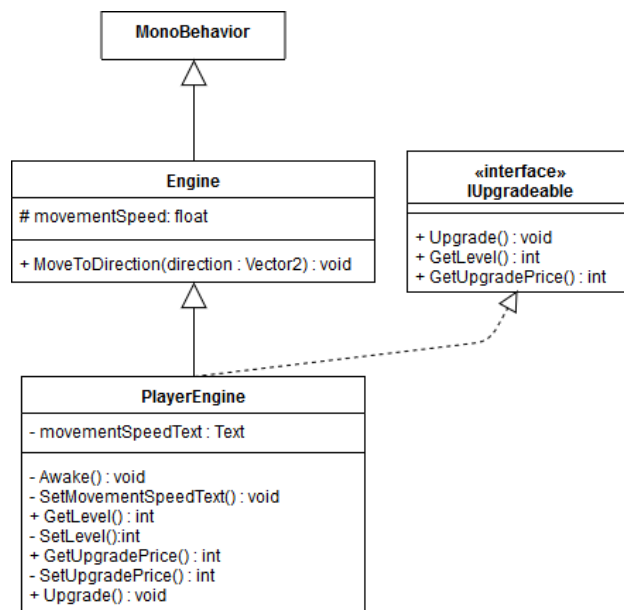 MonoBehavior
Engine
# movementSpeed: float
+ MoveToDirection(direction : Vector2) : void
«interface»
IUpgradeable
+ Upgrade() : void
+ GetLevel() : int
+ GetUpgradePrice() : int
PlayerEngine
- movementSpeedText : Text
- Awake() : void
- SetMovementSpeedText() : void
+ GetLevel() : int
- SetLevel():int
+ GetUpgradePrice() : int
- SetUpgradePrice() : int
+ Upgrade() : void